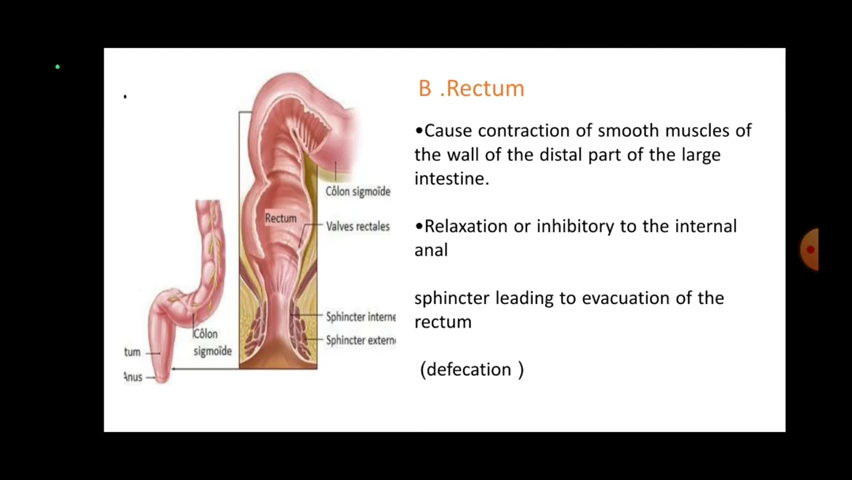 B .Rectum
•Cause contraction of smooth muscles of
the wall of the distal part of the large
intestine.
•Relaxation or inhibitory to the internal
anal
sphincter leading to evacuation of the
rectum
(defecation )
Côlon sigmoïde
Rectum
Valves rectales
Sphincter interne
Sphincter extern
Côlon
sigmoïde
tum
Anus